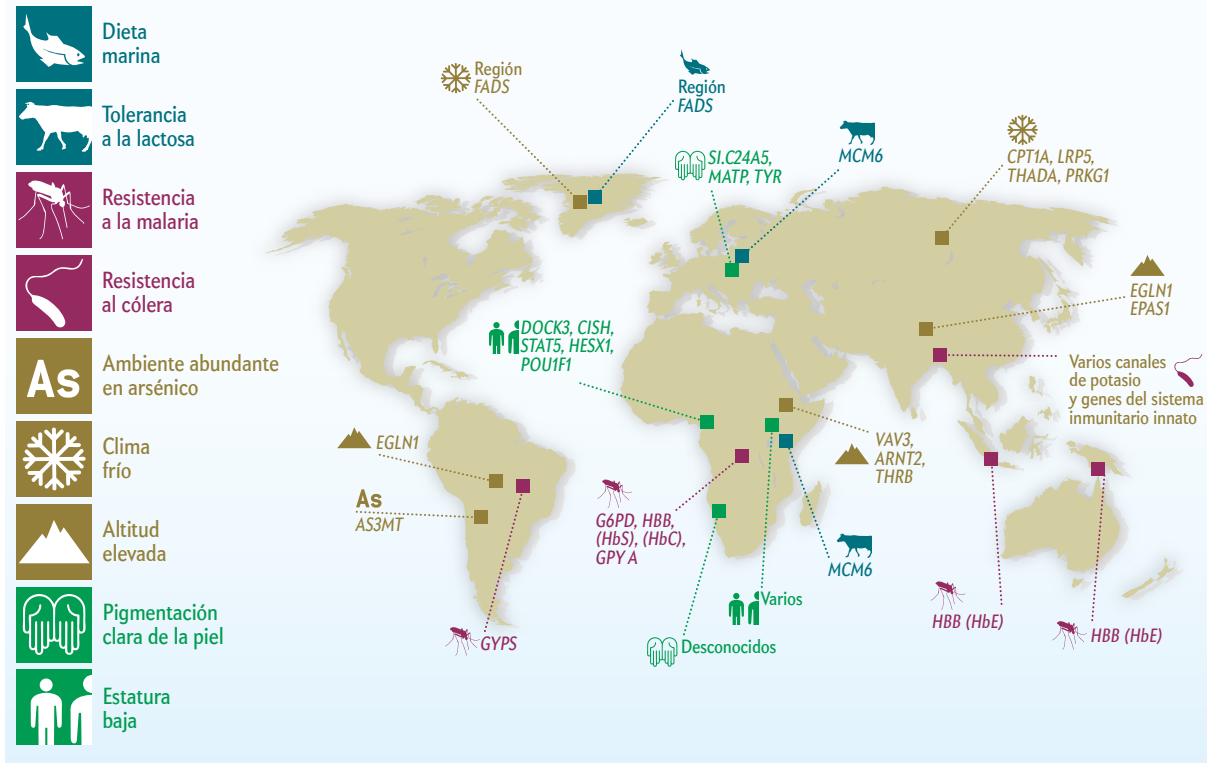 Dieta
marina
Tolerancia
a la lactosa
Resistencia
a la malaria
Resistencia
al cólera
As
Ambiente abundante
en arsénico
Clima
frío
Altitud
elevada
Pigmentación
clara de la piel
Estatura
baja
Región
FADS
Región
FADS
SI.C24A5,
MATP, TYR
MCM6
CPT1A, LRP5,
THADA, PRKG1
EGLN1
EPAS1
Varios canales
de potasio
y genes del sistema
inmunitario innato
DOCK3, CISH,
STAT5, HESX1,
POU1F1
EGLN1
As
AS3MT
GYPS
G6PD, HBB,
(HbS), (HbC),
GPY A
VAV3,
ARNT2,
THRB
MCM6
Varios
Desconocidos
HBB (HbE)
HBB (HbE)